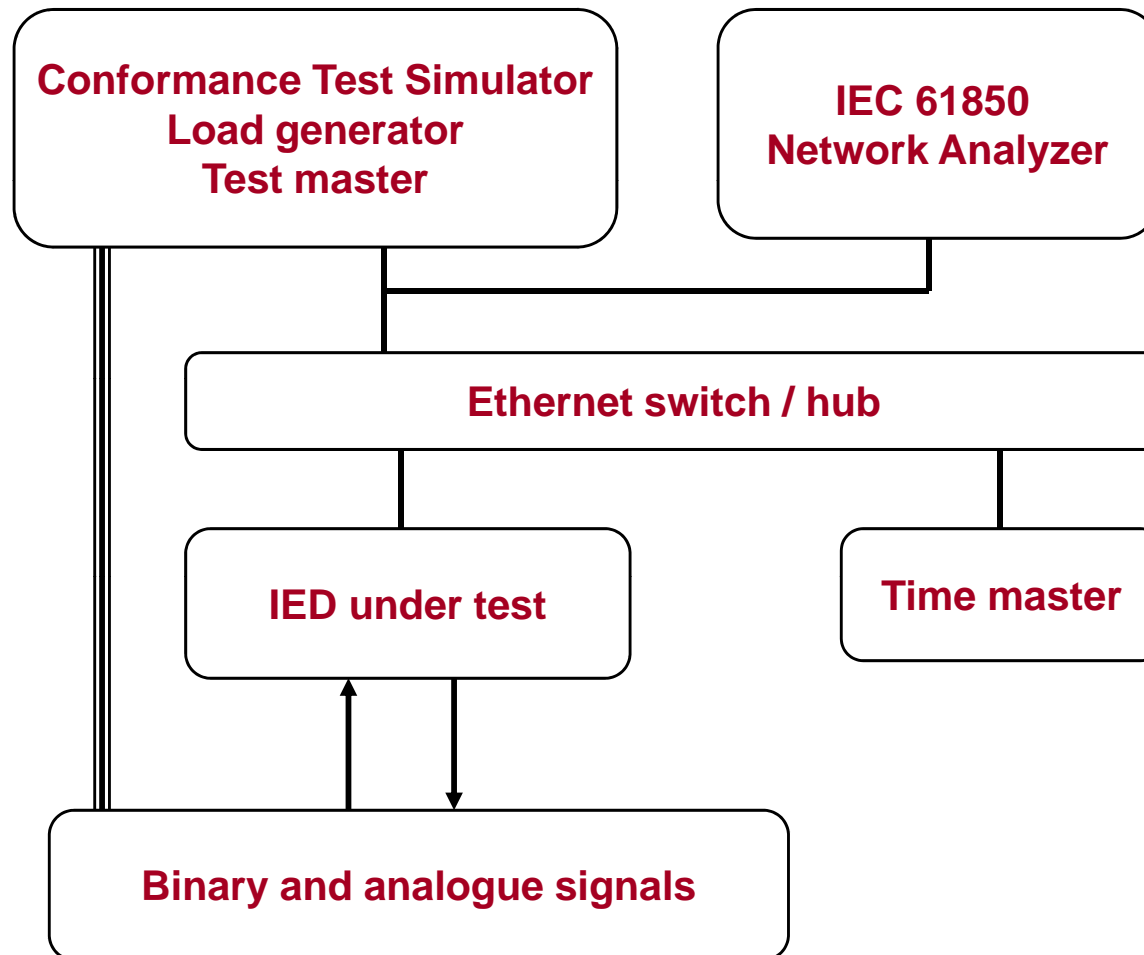 Conformance Test Simulator
Load generator
Test master
IEC 61850
Network Analyzer
Ethernet switch / hub
IED under test
Time master
Binary and analogue signals